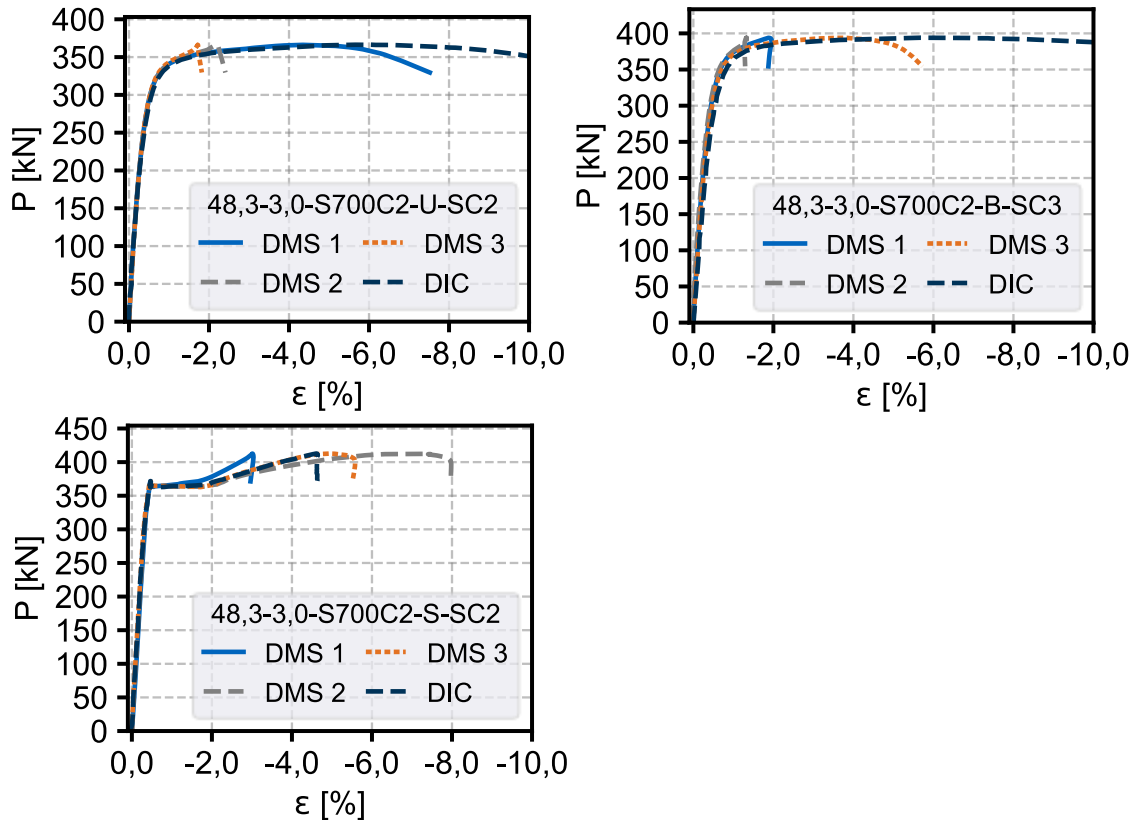 400
350
300
250
200
150
100
50
0
P [kN]
48,3-3,0-S700C2-U-SC2
DMS 1 DMS 3
DMS 2 DIC
0,0 -2,0 -4,0 -6,0 -8,0 -10,0
ε [%]
400
350
300
250
200
150
100
50
0
P [kN]
48,3-3,0-S700C2-B-SC3
DMS 1 DMS 3
DMS 2 DIC
0,0 -2,0 -4,0 -6,0 -8,0 -10,0
ε [%]
450
400
350
300
250
200
150
100
50
0
P [kN]
48,3-3,0-S700C2-S-SC2
DMS 1 DMS 3
DMS 2 DIC
0,0 -2,0 -4,0 -6,0 -8,0 -10,0
ε [%]